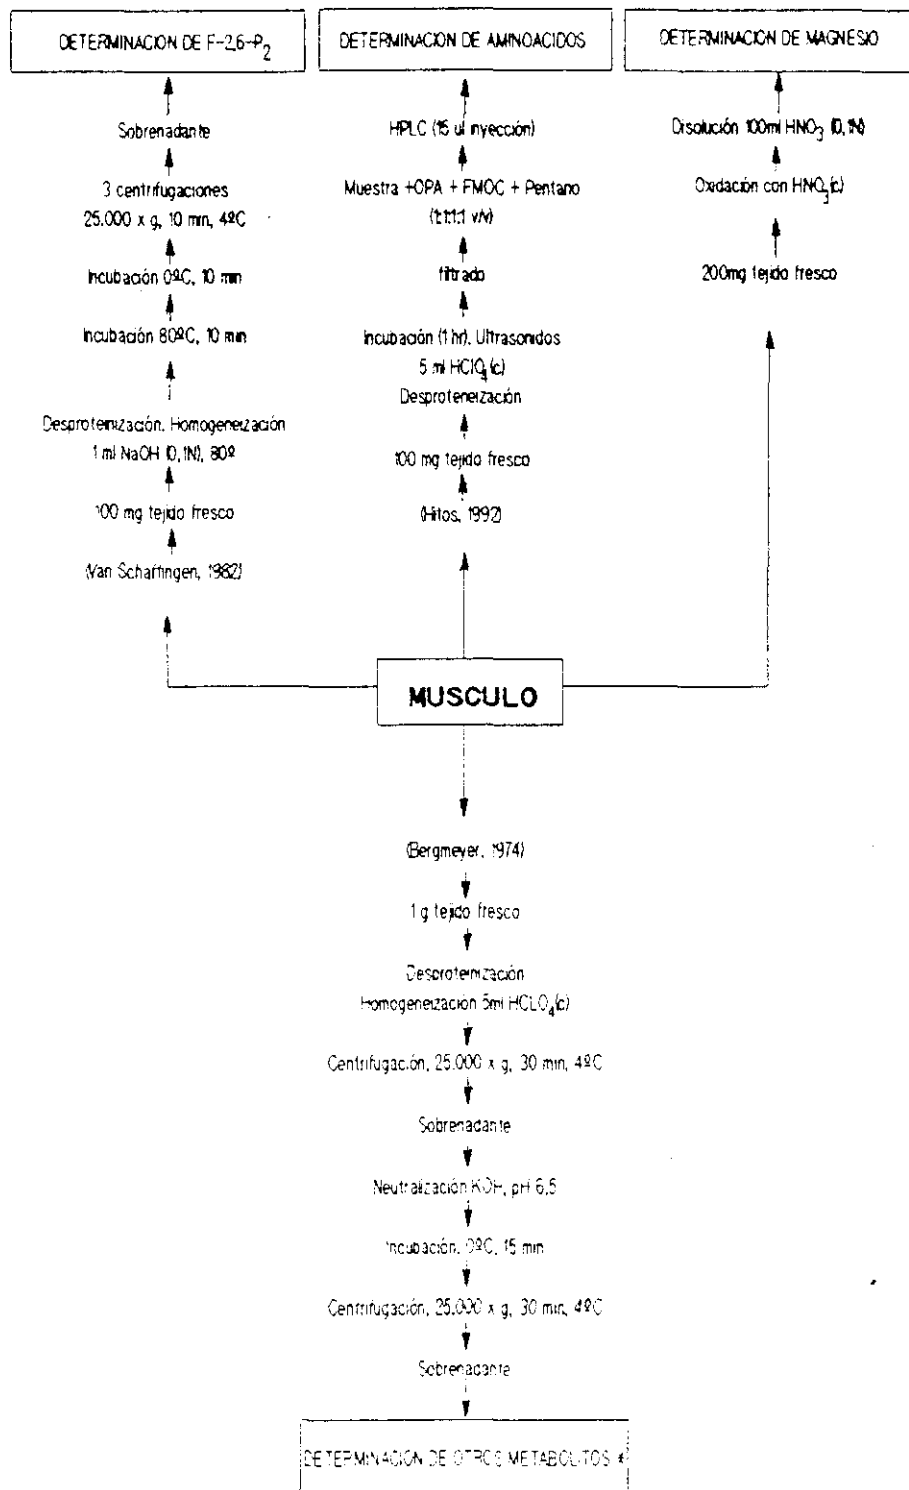 DETERMINACION DE F-2,6-P2
Sobrenadante
3 centrifugaciones
25.000 x g, 10 min, 4ºC
Incubación 0ºC, 10 min
Incubación 80ºC, 10 min
Desproteinización. Homogeneización
1 ml NaOH (0,1N), 80º
100 mg tejido fresco
(Van Schaftingen, 1982)
DETERMINACION DE AMINOACIDOS
HPLC (15 ul inyección)
Muestra +OPA + FMOC + Pentano
(1:1:1:1 v/v)
filtrado
Incubación (1 hr). Ultrasonidos
5 ml HClO4(c)
Desproteneización
100 mg tejido fresco
(Hitos, 1992)
DETERMINACION DE MAGNESIO
Disolución 100ml HNO3 (0,1N)
Oxidación con HNO3(c)
200mg tejido fresco
MUSCULO
(Bergmeyer, 1974)
1 g tejido fresco
Desproteinización
Homogeneización 5ml HCLO4(c)
Centrifugación, 25.000 x g, 30 min, 4ºC
Sobrenadante
Neutralización KOH, pH 6,5
Incubación, 0ºC, 15 min
Centrifugación, 25.000 x g, 30 min, 4ºC
Sobrenadante
DETERMINACION DE OTROS METABOLITOS *